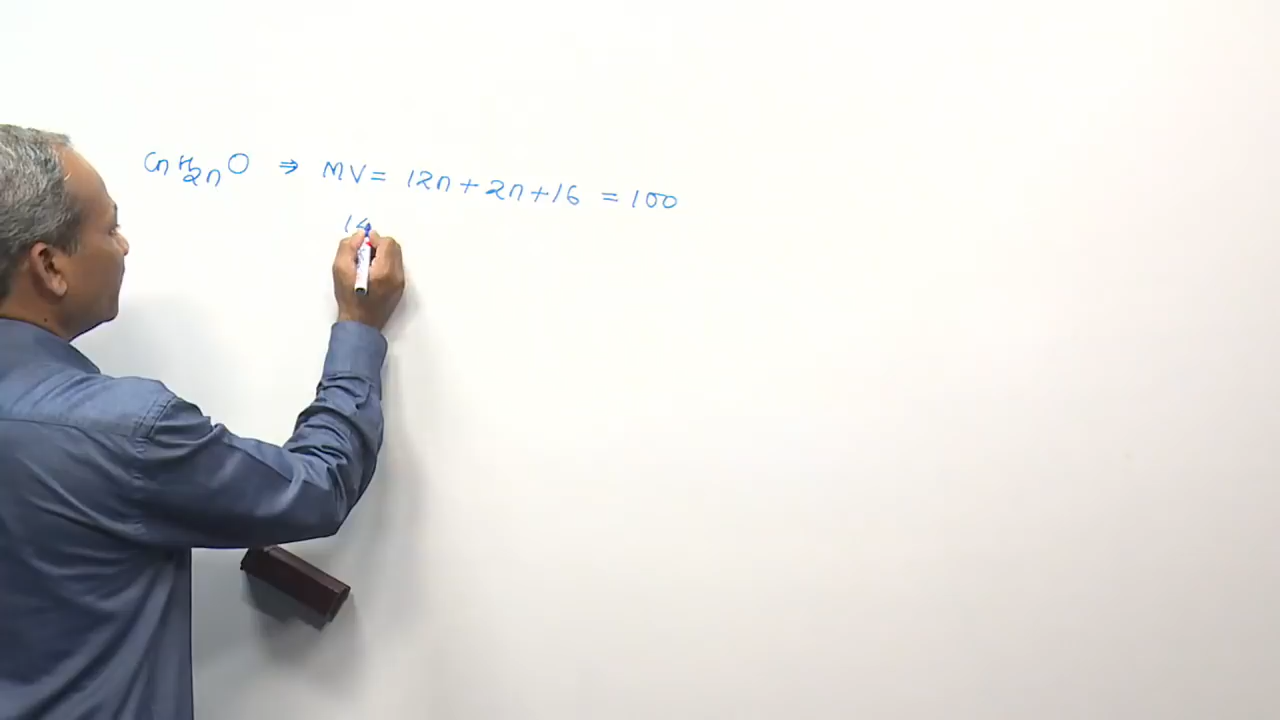 CnH2nO ⇒ MV = 12n + 2n + 16 = 100
14